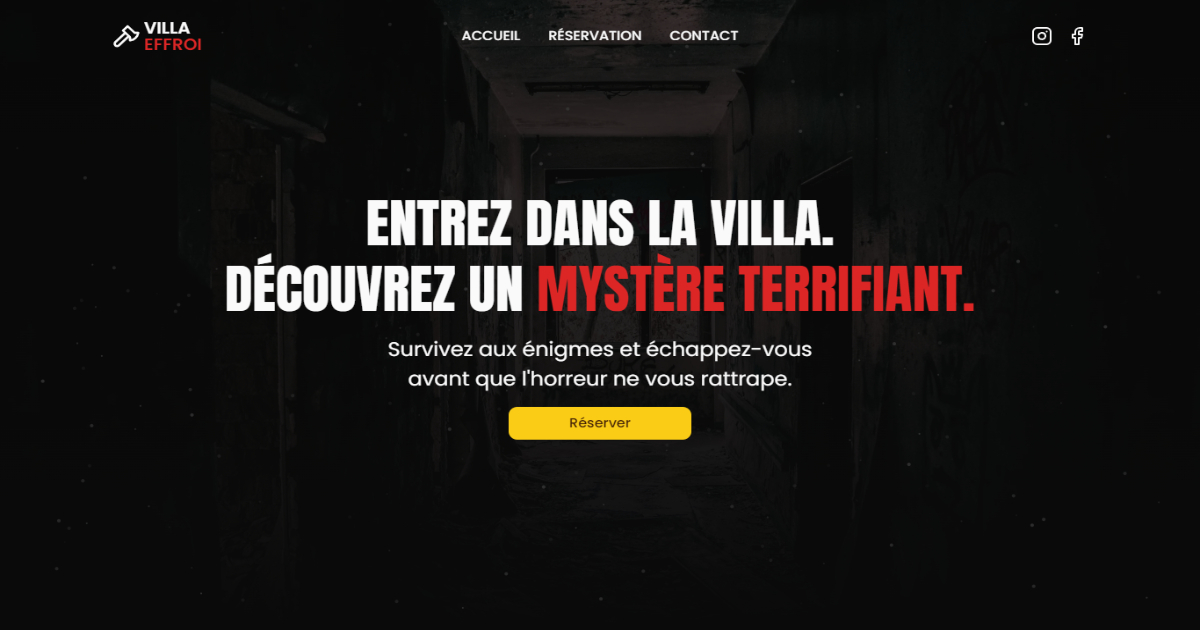 VILLA
EFFROI
ACCUEIL
RÉSERVATION
CONTACT
ENTREZ DANS LA VILLA.
DÉCOUVREZ UN MYSTÈRE TERRIFIANT.
Survivez aux énigmes et échappez-vous
avant que l'horreur ne vous rattrape.
Réserver